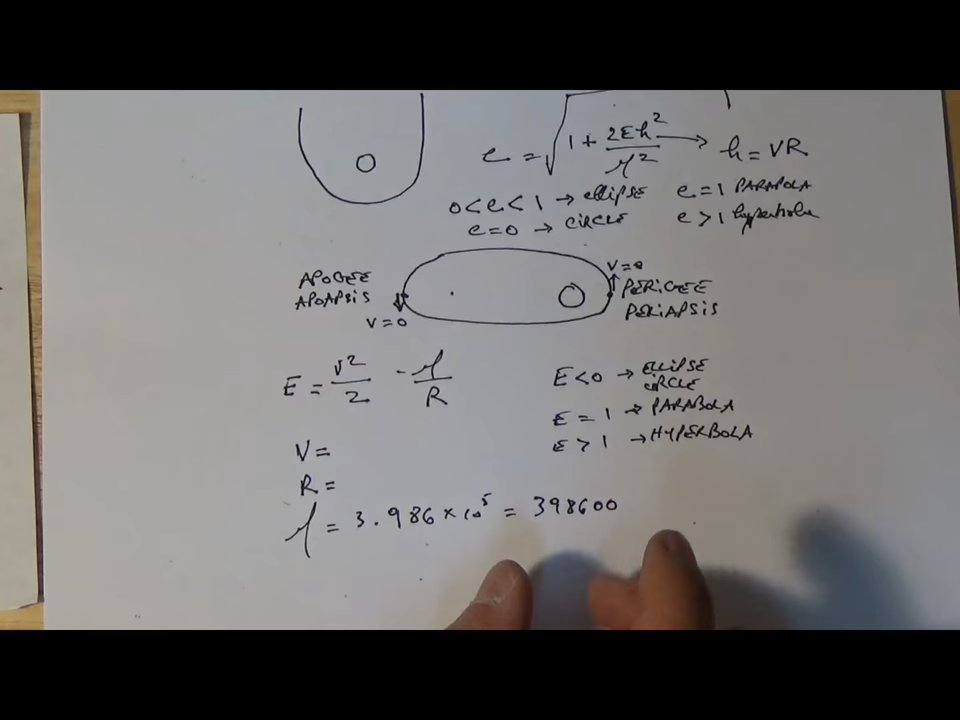 e = √(1 + 2Eh²/μ²) → h = VR
0 < e < 1 → ellipSE e = 1 PARABOLA
e = 0 → CIRCLE e > 1 hyperbola
APOGEE
APOAPSIS
V = 0
V = 0
PERIGEE
PERIAPSIS
E = V²/2 - μ/R
E < 0 → ELLIPSE
CIRCLE
E = 1 → PARABOLA
E > 1 → HYPERBOLA
V =
R =
μ = 3.986 × 10⁵ = 398600